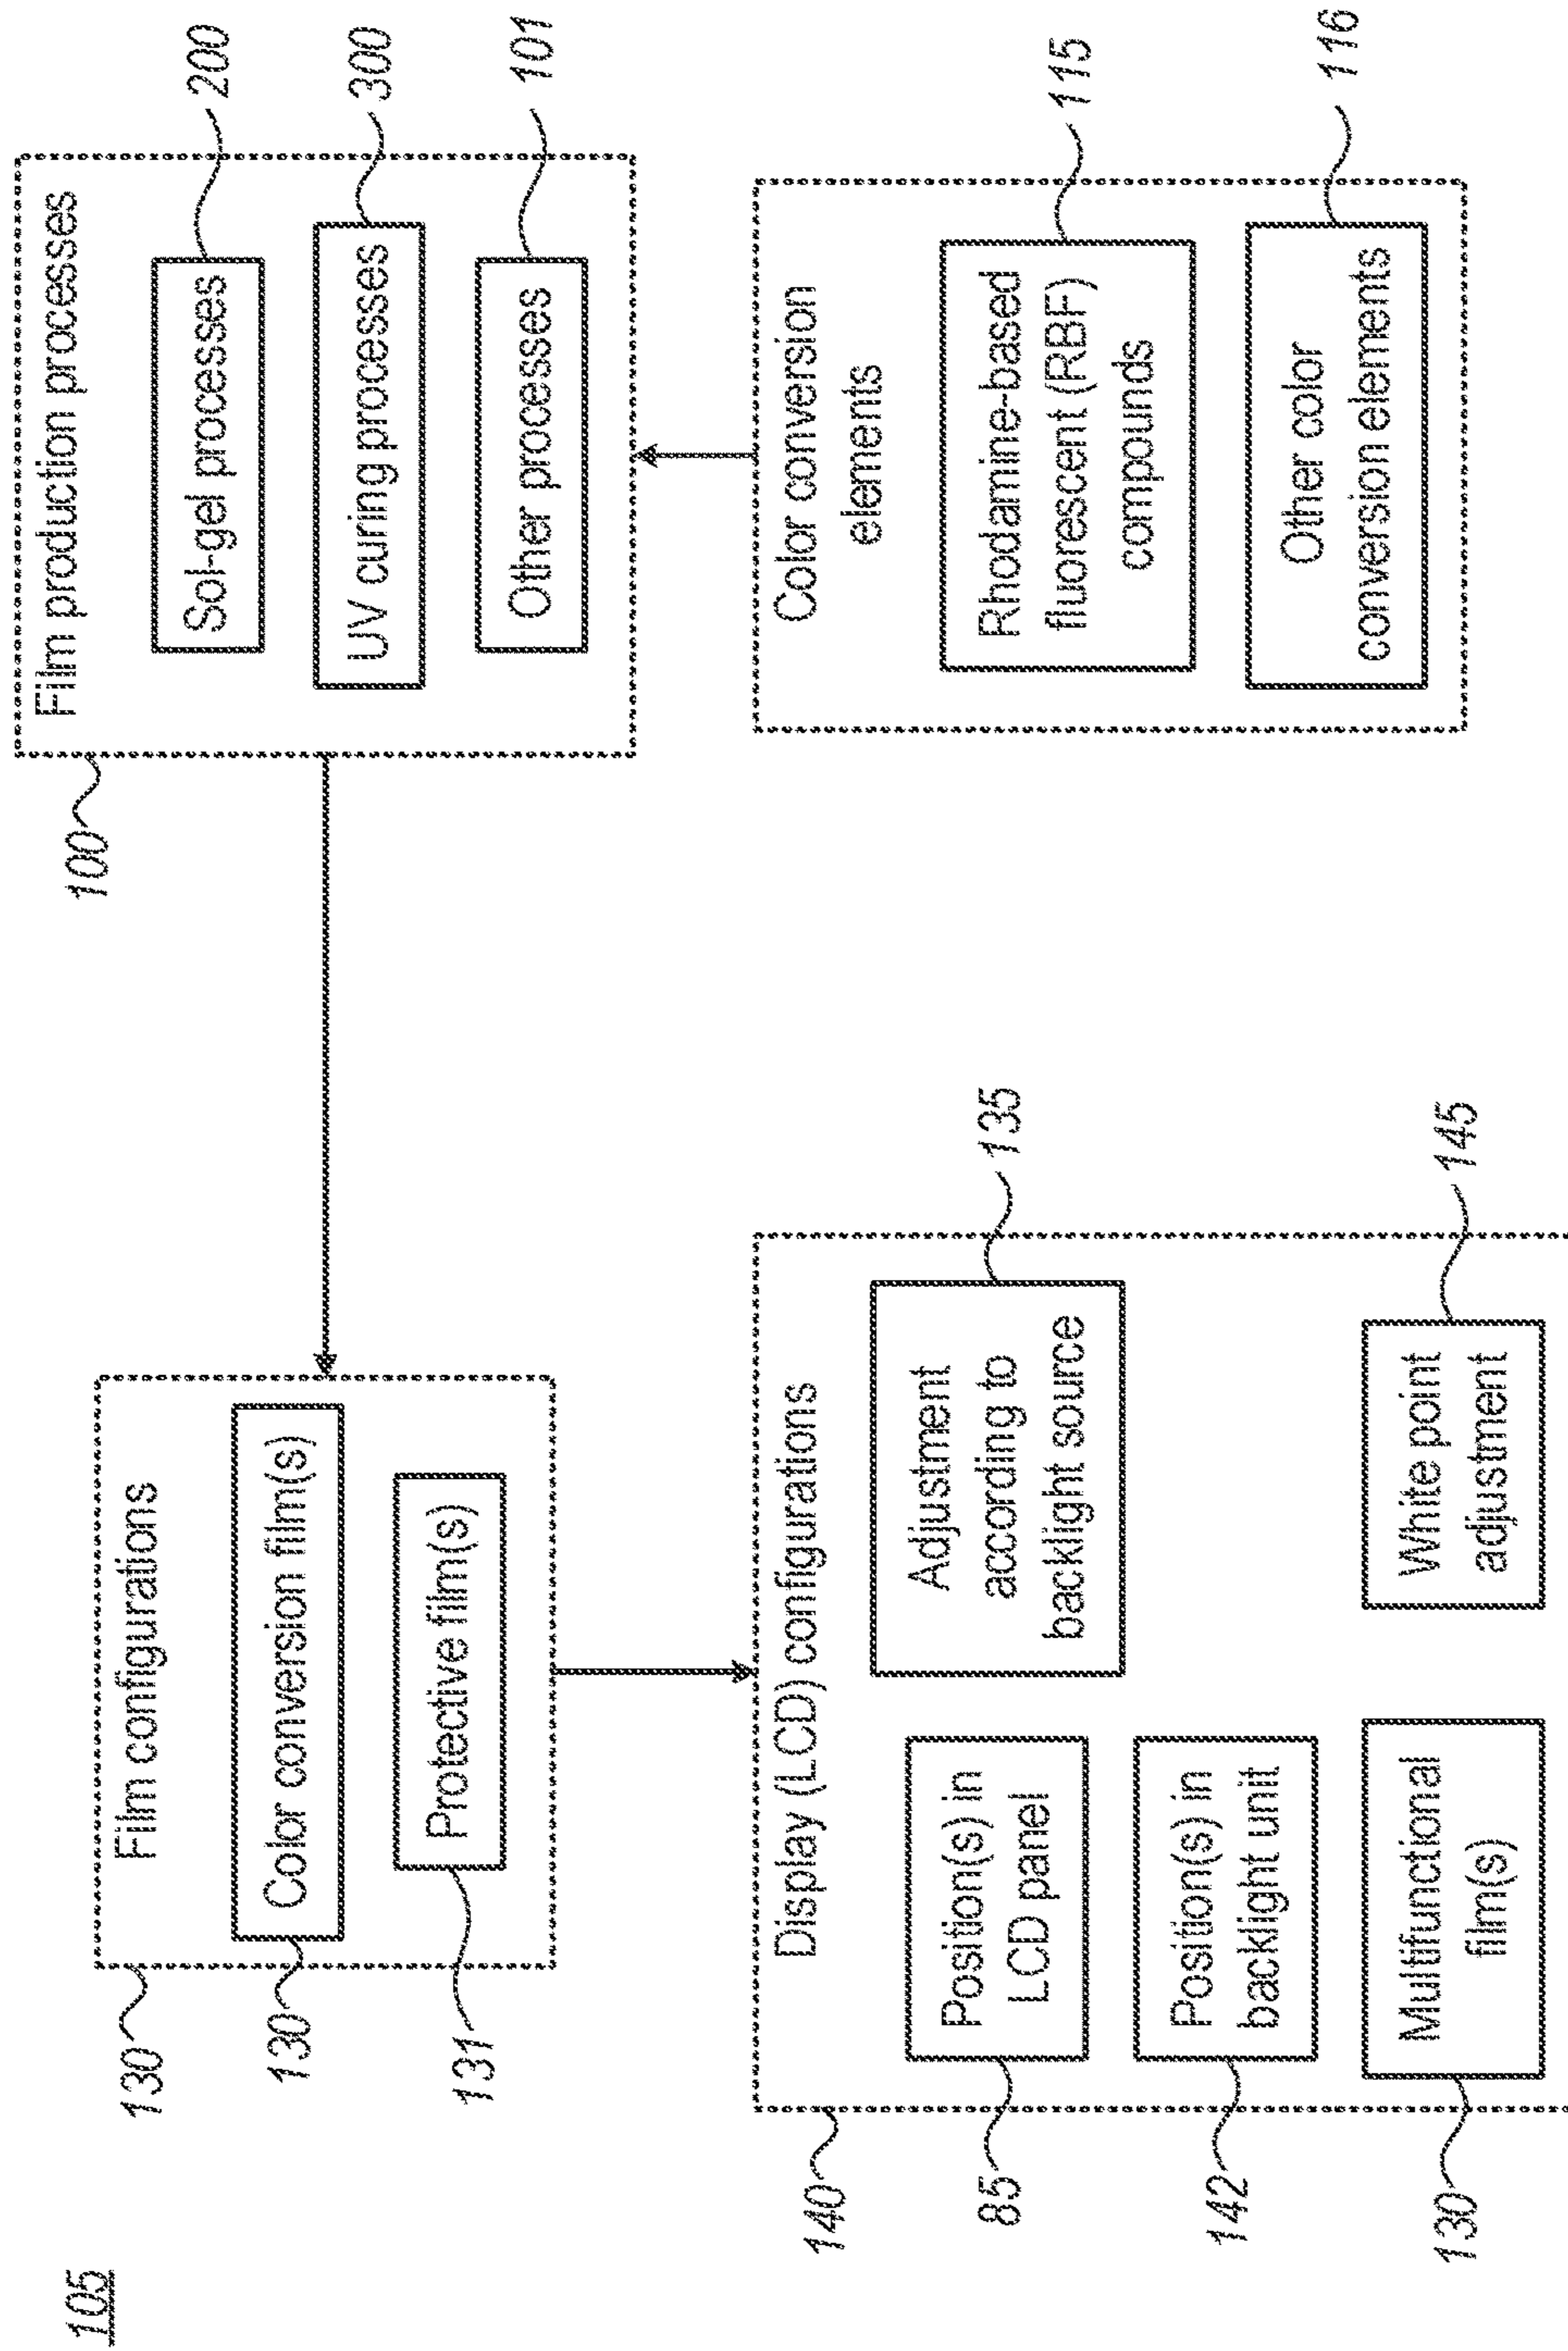 105
Film configurations
130
Color conversion film(s)
130
Protective film(s)
131
Film production processes
100
Sol-gel processes
200
UV curing processes
300
Other processes
101
Display (LCD) configurations
140
Position(s) in
LCD panel
85
Position(s) in
backlight unit
142
Multifunctional
film(s)
130
Adjustment
according to
backlight source
135
White point
adjustment
145
Color conversion
elements
Rhodamine-based
fluorescent (RBF)
compounds
115
Other color
conversion elements
116